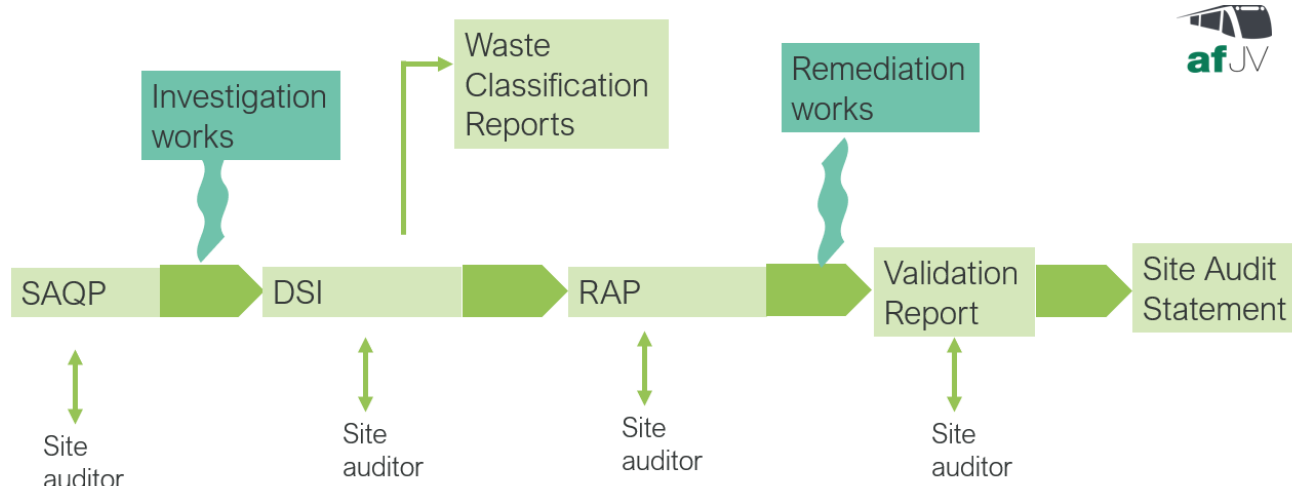 afJV
Waste
Classification
Reports
Investigation
works
Remediation
works
SAQP
DSI
RAP
Validation
Report
Site Audit
Statement
Site
auditor
Site
auditor
Site
auditor
Site
auditor